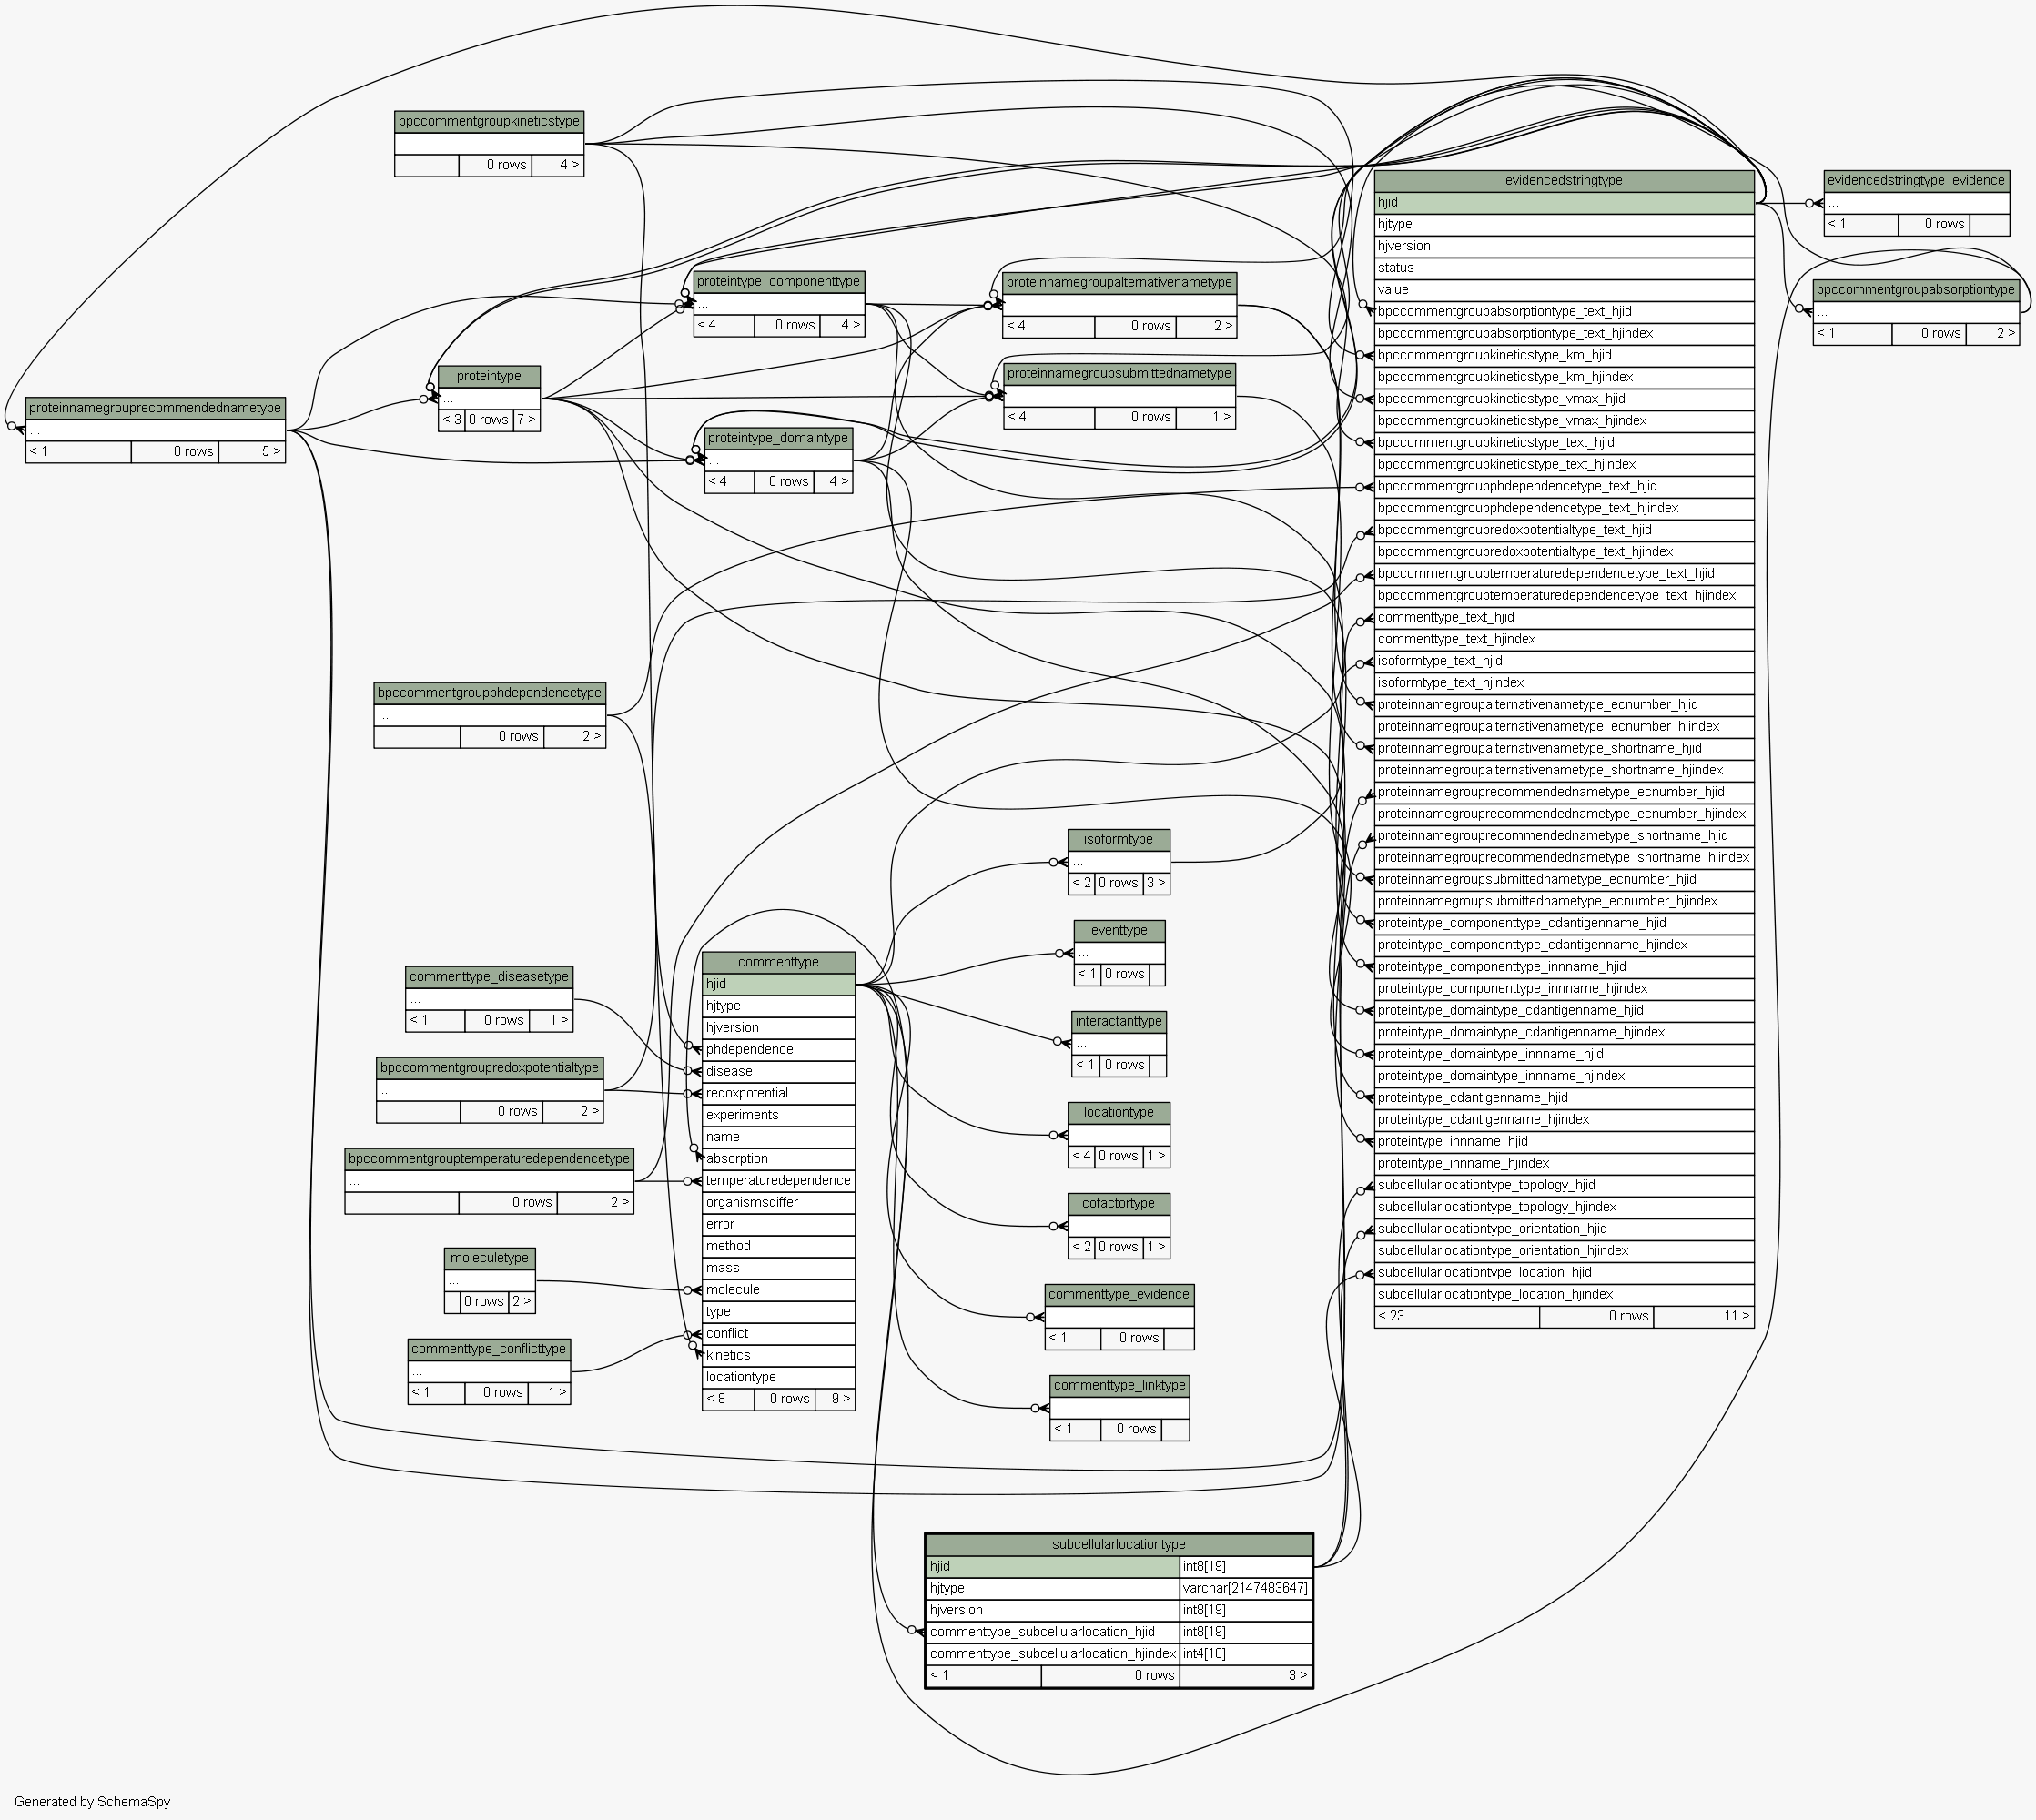 bpccommentgroupkineticstype
...
0 rows
4 >
proteinnamegrouprecommendednametype
...
< 1
0 rows
5 >
proteintype
...
< 3
0 rows
7 >
proteintype_componenttype
...
< 4
0 rows
4 >
proteintype_domaintype
...
< 4
0 rows
4 >
proteinnamegroupalternativenametype
...
< 4
0 rows
2 >
proteinnamegroupsubmittednametype
...
< 4
0 rows
1 >
evidencedstringtype
hjid
hjtype
hjversion
status
value
bpccommentgroupabsorptiontype_text_hjid
bpccommentgroupabsorptiontype_text_hjindex
bpccommentgroupkineticstype_km_hjid
bpccommentgroupkineticstype_km_hjindex
bpccommentgroupkineticstype_vmax_hjid
bpccommentgroupkineticstype_vmax_hjindex
bpccommentgroupkineticstype_text_hjid
bpccommentgroupkineticstype_text_hjindex
bpccommentgroupphdependencetype_text_hjid
bpccommentgroupphdependencetype_text_hjindex
bpccommentgroupredoxpotentialtype_text_hjid
bpccommentgroupredoxpotentialtype_text_hjindex
bpccommentgrouptemperaturedependencetype_text_hjid
bpccommentgrouptemperaturedependencetype_text_hjindex
commenttype_text_hjid
commenttype_text_hjindex
isoformtype_text_hjid
isoformtype_text_hjindex
proteinnamegroupalternativenametype_ecnumber_hjid
proteinnamegroupalternativenametype_ecnumber_hjindex
proteinnamegroupalternativenametype_shortname_hjid
proteinnamegroupalternativenametype_shortname_hjindex
proteinnamegrouprecommendednametype_ecnumber_hjid
proteinnamegrouprecommendednametype_ecnumber_hjindex
proteinnamegrouprecommendednametype_shortname_hjid
proteinnamegrouprecommendednametype_shortname_hjindex
proteinnamegroupsubmittednametype_ecnumber_hjid
proteinnamegroupsubmittednametype_ecnumber_hjindex
proteintype_componenttype_cdantigenname_hjid
proteintype_componenttype_cdantigenname_hjindex
proteintype_componenttype_innname_hjid
proteintype_componenttype_innname_hjindex
proteintype_domaintype_cdantigenname_hjid
proteintype_domaintype_cdantigenname_hjindex
proteintype_domaintype_innname_hjid
proteintype_domaintype_innname_hjindex
proteintype_cdantigenname_hjid
proteintype_cdantigenname_hjindex
proteintype_innname_hjid
proteintype_innname_hjindex
subcellularlocationtype_topology_hjid
subcellularlocationtype_topology_hjindex
subcellularlocationtype_orientation_hjid
subcellularlocationtype_orientation_hjindex
subcellularlocationtype_location_hjid
subcellularlocationtype_location_hjindex
< 23
0 rows
11 >
evidencedstringtype_evidence
...
< 1
0 rows
bpccommentgroupabsorptiontype
...
< 1
0 rows
2 >
bpccommentgroupphdependencetype
...
0 rows
2 >
commenttype_diseasetype
...
< 1
0 rows
1 >
bpccommentgroupredoxpotentialtype
...
0 rows
2 >
bpccommentgrouptemperaturedependencetype
...
0 rows
2 >
moleculetype
...
0 rows
2 >
commenttype_conflicttype
...
< 1
0 rows
1 >
commenttype
hjid
hjtype
hjversion
phdependence
disease
redoxpotential
experiments
name
absorption
temperaturedependence
organismsdiffer
error
method
mass
molecule
type
conflict
kinetics
locationtype
< 8
0 rows
9 >
isoformtype
...
< 2
0 rows
3 >
eventtype
...
< 1
0 rows
interactanttype
...
< 1
0 rows
locationtype
...
< 4
0 rows
1 >
cofactortype
...
< 2
0 rows
1 >
commenttype_evidence
...
< 1
0 rows
commenttype_linktype
...
< 1
0 rows
subcellularlocationtype
hjid int8[19]
hjtype varchar[2147483647]
hjversion int8[19]
commenttype_subcellularlocation_hjid int8[19]
commenttype_subcellularlocation_hjindex int4[10]
< 1
0 rows
3 >
Generated by SchemaSpy